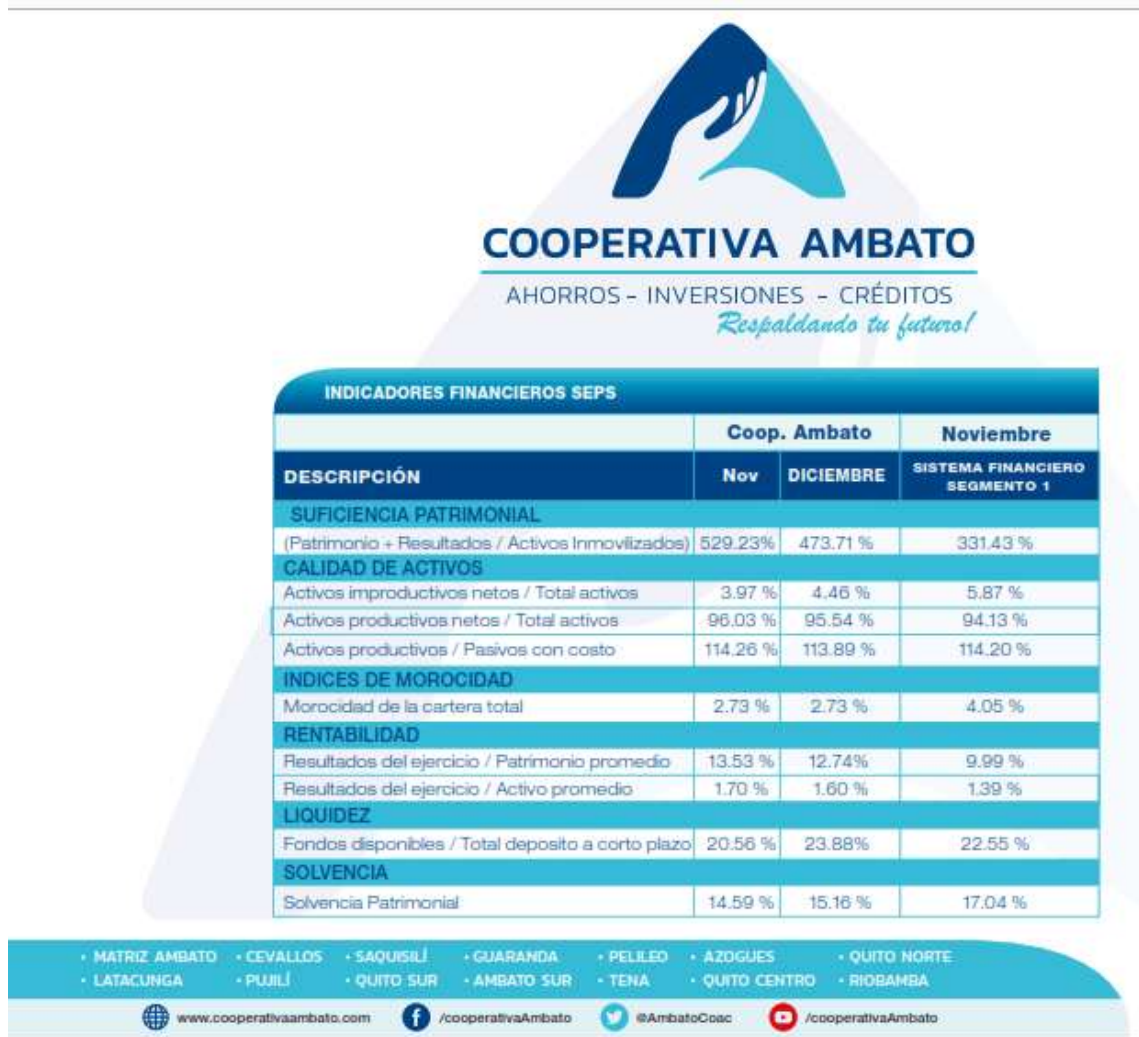 COOPERATIVA AMBATO
AHORROS - INVERSIONES - CRÉDITOS
Respaldando tu futuro!
INDICADORES FINANCIEROS SEPS
Coop. Ambato Noviembre
DESCRIPCIÓN Nov DICIEMBRE SISTEMA FINANCIERO SEGMENTO 1
SUFICIENCIA PATRIMONIAL
(Patrimonio + Resultados / Activos Inmovilizados) 529.23% 473.71 % 331.43 %
CALIDAD DE ACTIVOS
Activos improductivos netos / Total activos 3.97 % 4.46 % 5.87 %
Activos productivos netos / Total activos 96.03 % 95.54 % 94.13 %
Activos productivos / Pasivos con costo 114.26 % 113.89 % 114.20 %
INDICES DE MOROCIDAD
Morocidad de la cartera total 2.73 % 2.73 % 4.05 %
RENTABILIDAD
Resultados del ejercicio / Patrimonio promedio 13.53 % 12.74% 9.99 %
Resultados del ejercicio / Activo promedio 1.70 % 1.60 % 1.39 %
LIQUIDEZ
Fondos disponibles / Total deposito a corto plazo 20.56 % 23.88% 22.55 %
SOLVENCIA
Solvencia Patrimonial 14.59 % 15.16 % 17.04 %
• MATRIZ AMBATO • CEVALLOS • SAQUISILÍ • GUARANDA • PELILEO • AZOGUES • QUITO NORTE
• LATACUNGA • PUJILÍ • QUITO SUR • AMBATO SUR • TENA • QUITO CENTRO • RIOBAMBA
www.cooperativaambato.com /cooperativaAmbato @AmbatoCoac /cooperativaAmbato